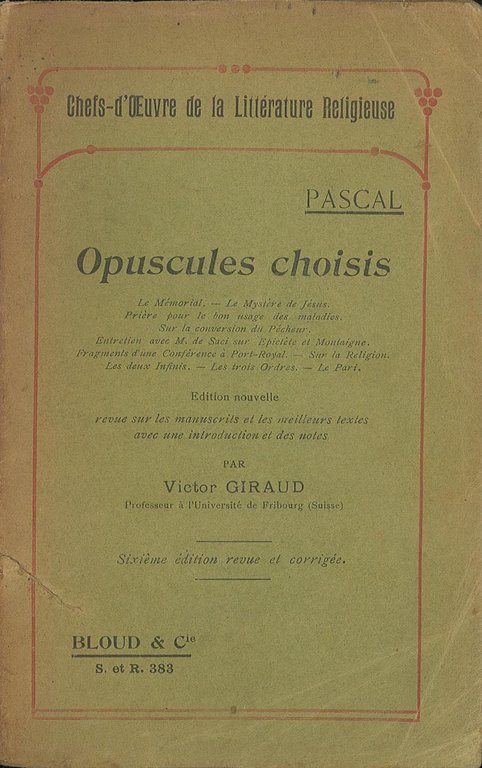 Chefs-d'Œuvre de la Littérature Religieuse
PASCAL
Opuscules choisis
Le Mémorial. — Le Mystère de Jésus.
Prière pour le bon usage des maladies.
Sur la conversion du Pécheur.
Entretien avec M. de Saci sur Epictète et Montaigne.
Fragments d'une Conférence à Port-Royal. — Sur la Religion.
Les deux Infinis. — Les trois Ordres. — Le Pari.
Edition nouvelle
revue sur les manuscrits et les meilleurs textes
avec une introduction et des notes
PAR
Victor GIRAUD
Professeur à l'Université de Fribourg (Suisse)
Sixième édition revue et corrigée.
BLOUD & Cie
S. et R. 383